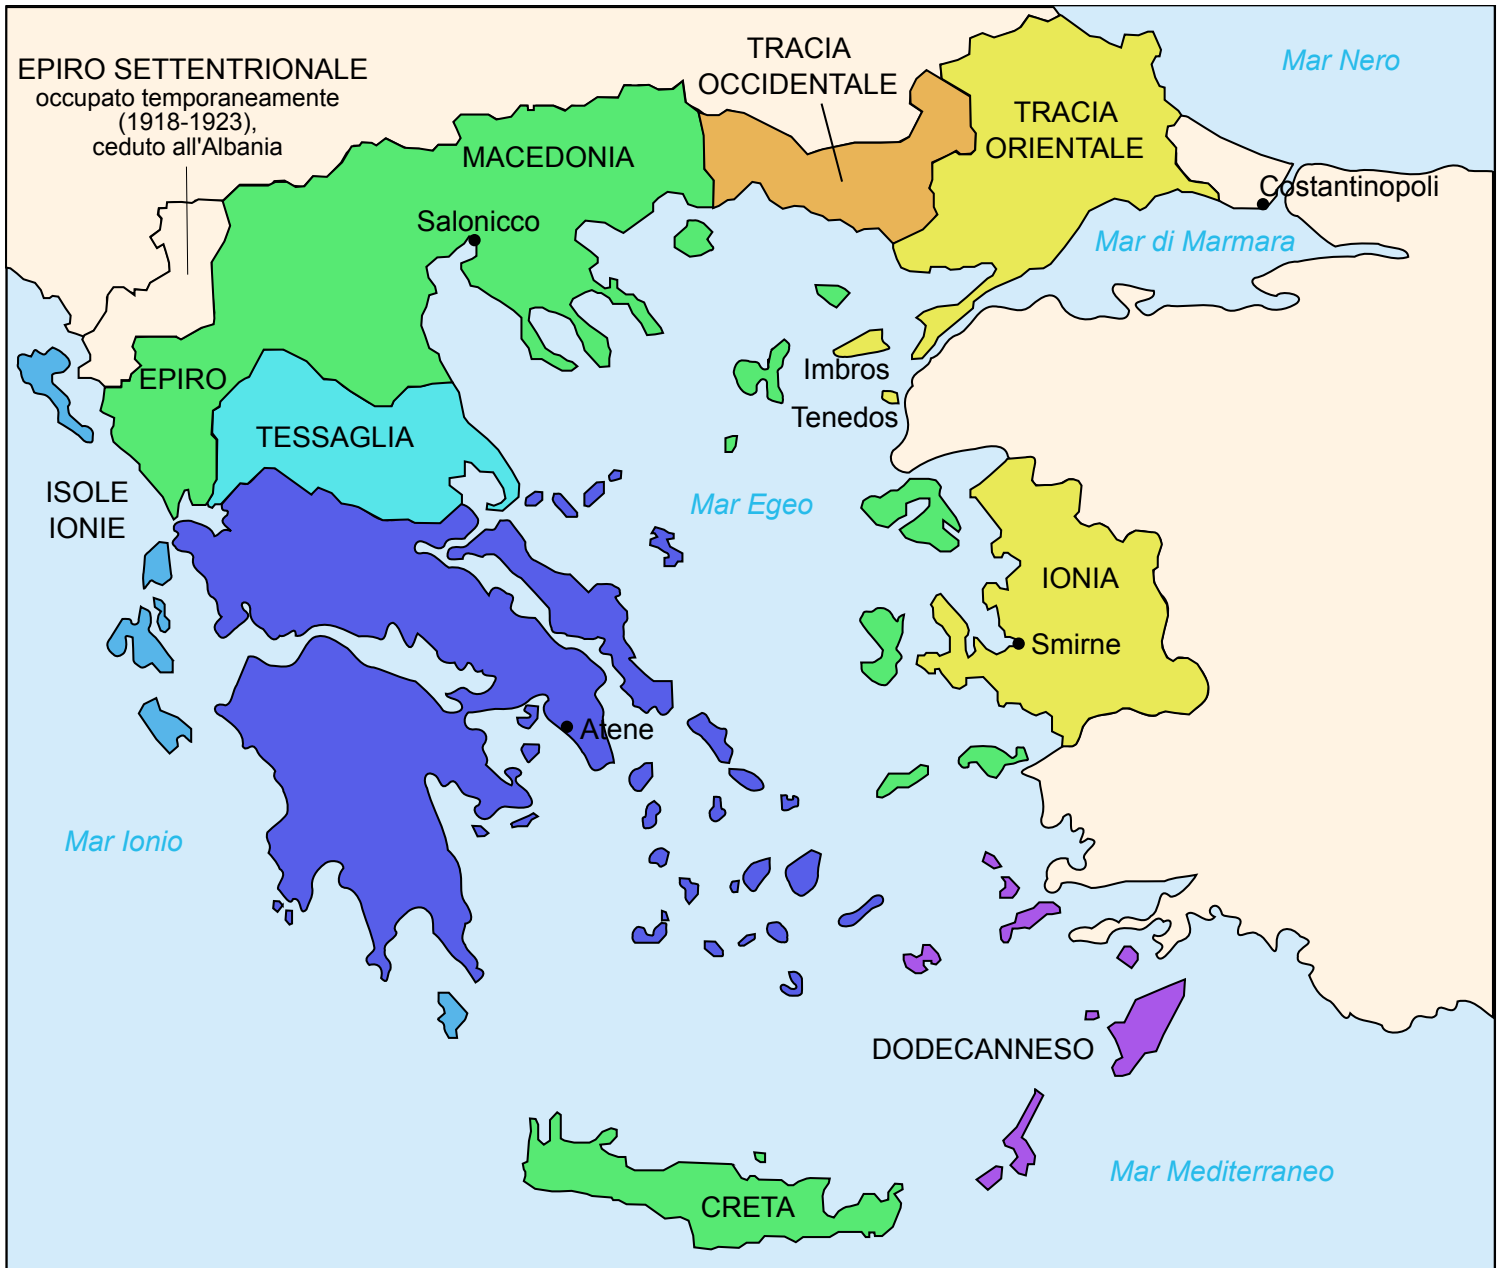 EPIRO SETTENTRIONALE
occupato temporaneamente
(1918-1923),
ceduto all'Albania
TRACIA
OCCIDENTALE
Mar Nero
TRACIA
ORIENTALE
MACEDONIA
Costantinopoli
Salonicco
Mar di Marmara
EPIRO
Imbros
Tenedos
TESSAGLIA
ISOLE
IONIE
Mar Egeo
IONIA
Smirne
Atene
Mar Ionio
DODECANNESO
Mar Mediterraneo
CRETA